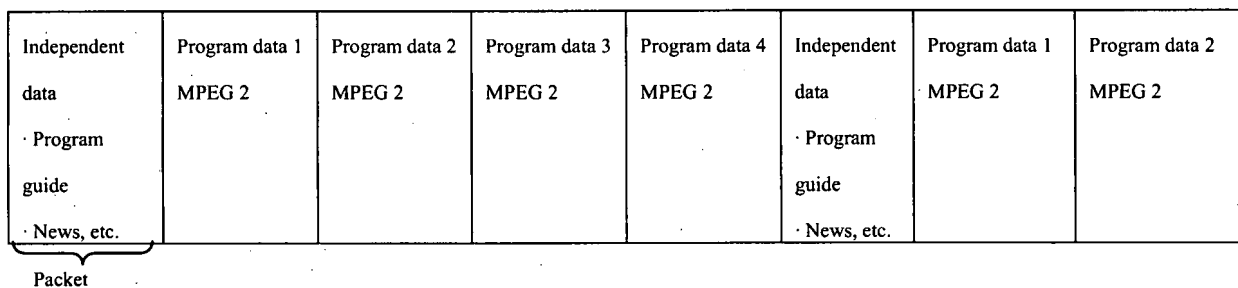 Independent
data
· Program
guide
· News, etc.
Program data 1
MPEG 2
Program data 2
MPEG 2
Program data 3
MPEG 2
Program data 4
MPEG 2
Independent
data
· Program
guide
· News, etc.
Program data 1
MPEG 2
Program data 2
MPEG 2
Packet